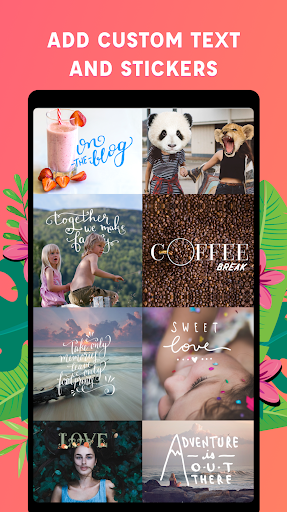 ADD CUSTOM TEXT
AND STICKERS
on
-THE-
blog
together
we make
family
COFFEE
BREAK
Take only
memories
leave only
footprints
SWEET
love
LOVE
ADVENTURE
is
OUT
THERE